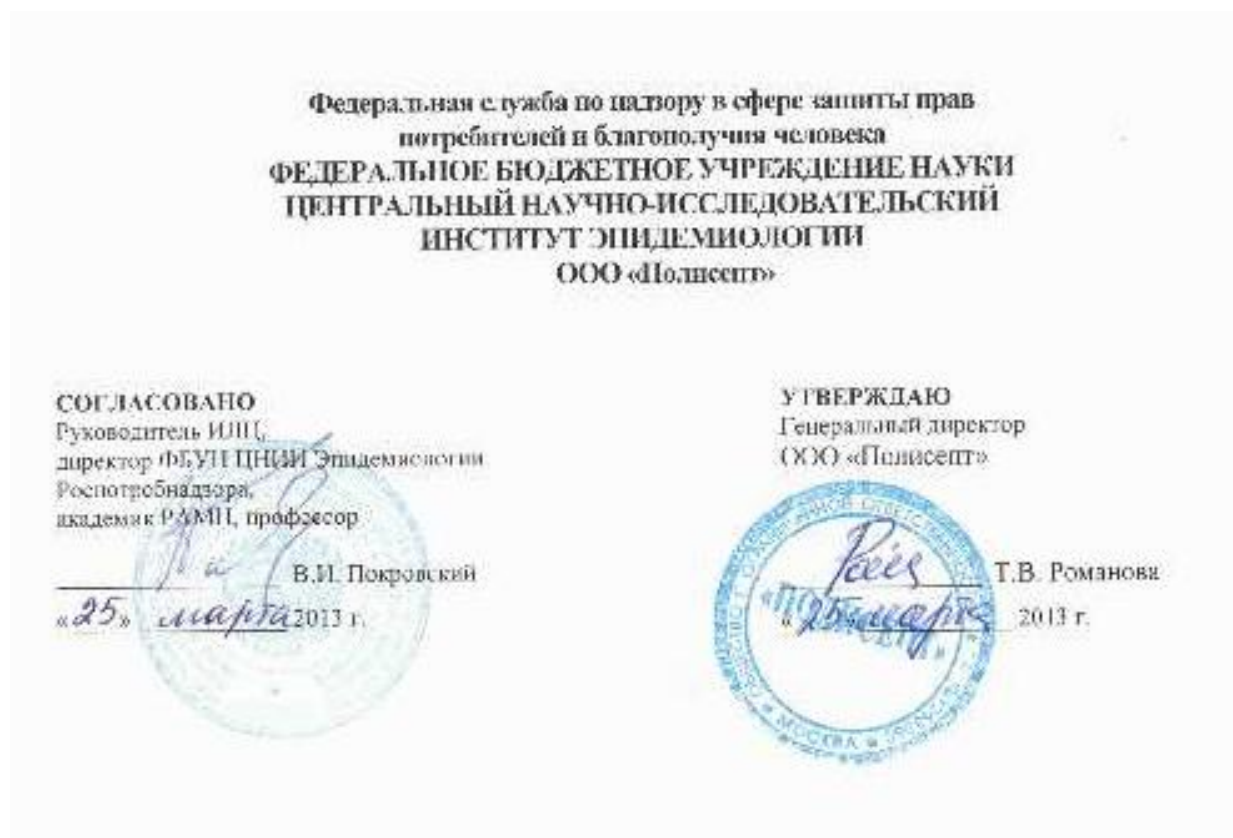 Федеральная служба по надзору в сфере защиты прав
потребителей и благополучия человека
ФЕДЕРАЛЬНОЕ БЮДЖЕТНОЕ УЧРЕЖДЕНИЕ НАУКИ
ЦЕНТРАЛЬНЫЙ НАУЧНО-ИССЛЕДОВАТЕЛЬСКИЙ
ИНСТИТУТ ЭПИДЕМИОЛОГИИ
ООО «Полисепт»
СОГЛАСОВАНО
Руководитель ИЛЦ,
директор ФБУН ЦНИИ Эпидемиологии
Роспотребнадзора,
академик РАМН, профессор
В.И. Покровский
«25» марта 2013 г.
УТВЕРЖДАЮ
Генеральный директор
ООО «Полисепт»
Т.В. Романова
«25» марта 2013 г.
«ПОЛИСЕПТ»
МОСКВА